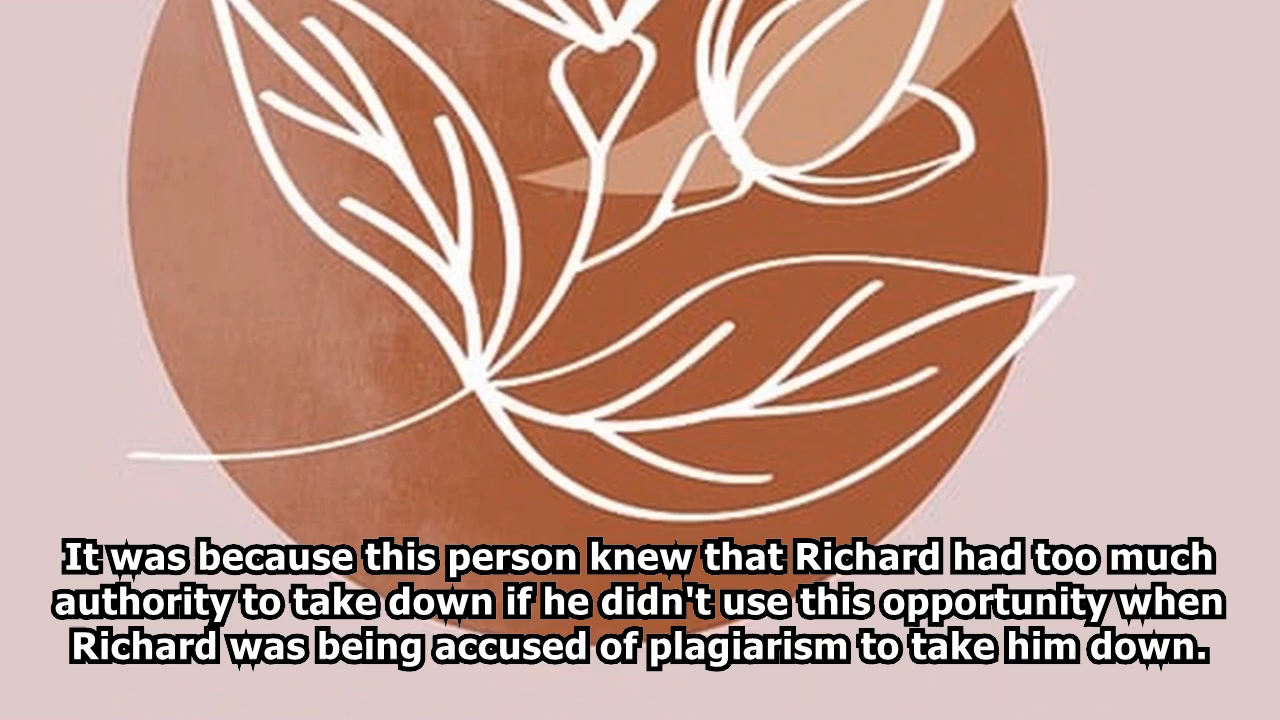 It was because this person knew that Richard had too much
authority to take down if he didn't use this opportunity when
Richard was being accused of plagiarism to take him down.